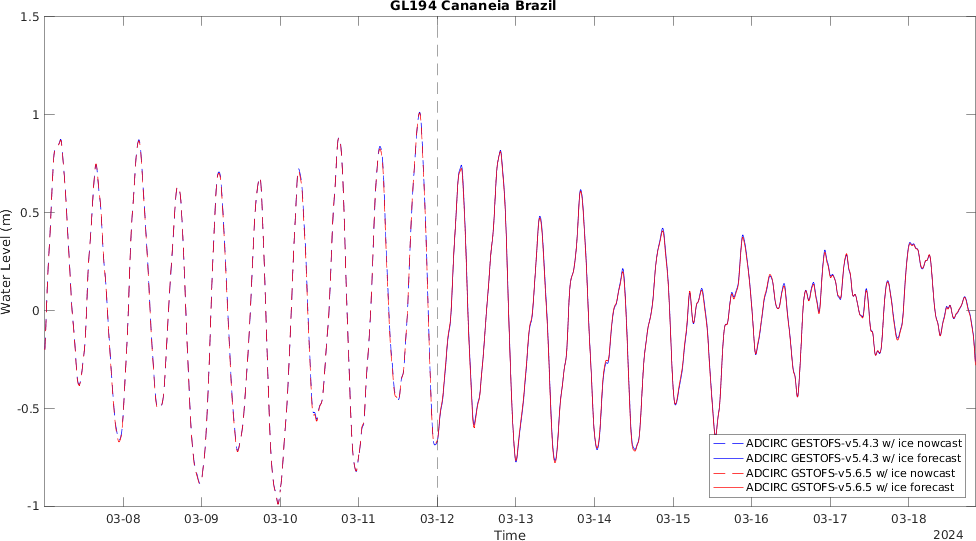 GL194 Cananeia Brazil
1.5
1
0.5
0
-0.5
-1
Water Level (m)
03-08 03-09 03-10 03-11 03-12 03-13 03-14 03-15 03-16 03-17 03-18
Time
2024
ADCIRC GESTOFS-v5.4.3 w/ ice nowcast
ADCIRC GESTOFS-v5.4.3 w/ ice forecast
ADCIRC GSTOFS-v5.6.5 w/ ice nowcast
ADCIRC GSTOFS-v5.6.5 w/ ice forecast